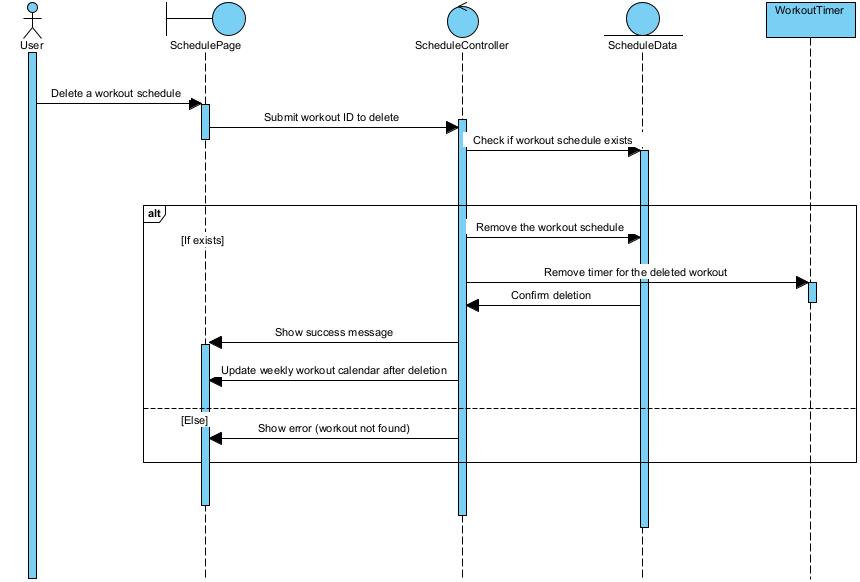 User
SchedulePage
ScheduleController
ScheduleData
WorkoutTimer
Delete a workout schedule
Submit workout ID to delete
Check if workout schedule exists
alt
[If exists]
Remove the workout schedule
Remove timer for the deleted workout
Confirm deletion
Show success message
Update weekly workout calendar after deletion
[Else]
Show error (workout not found)